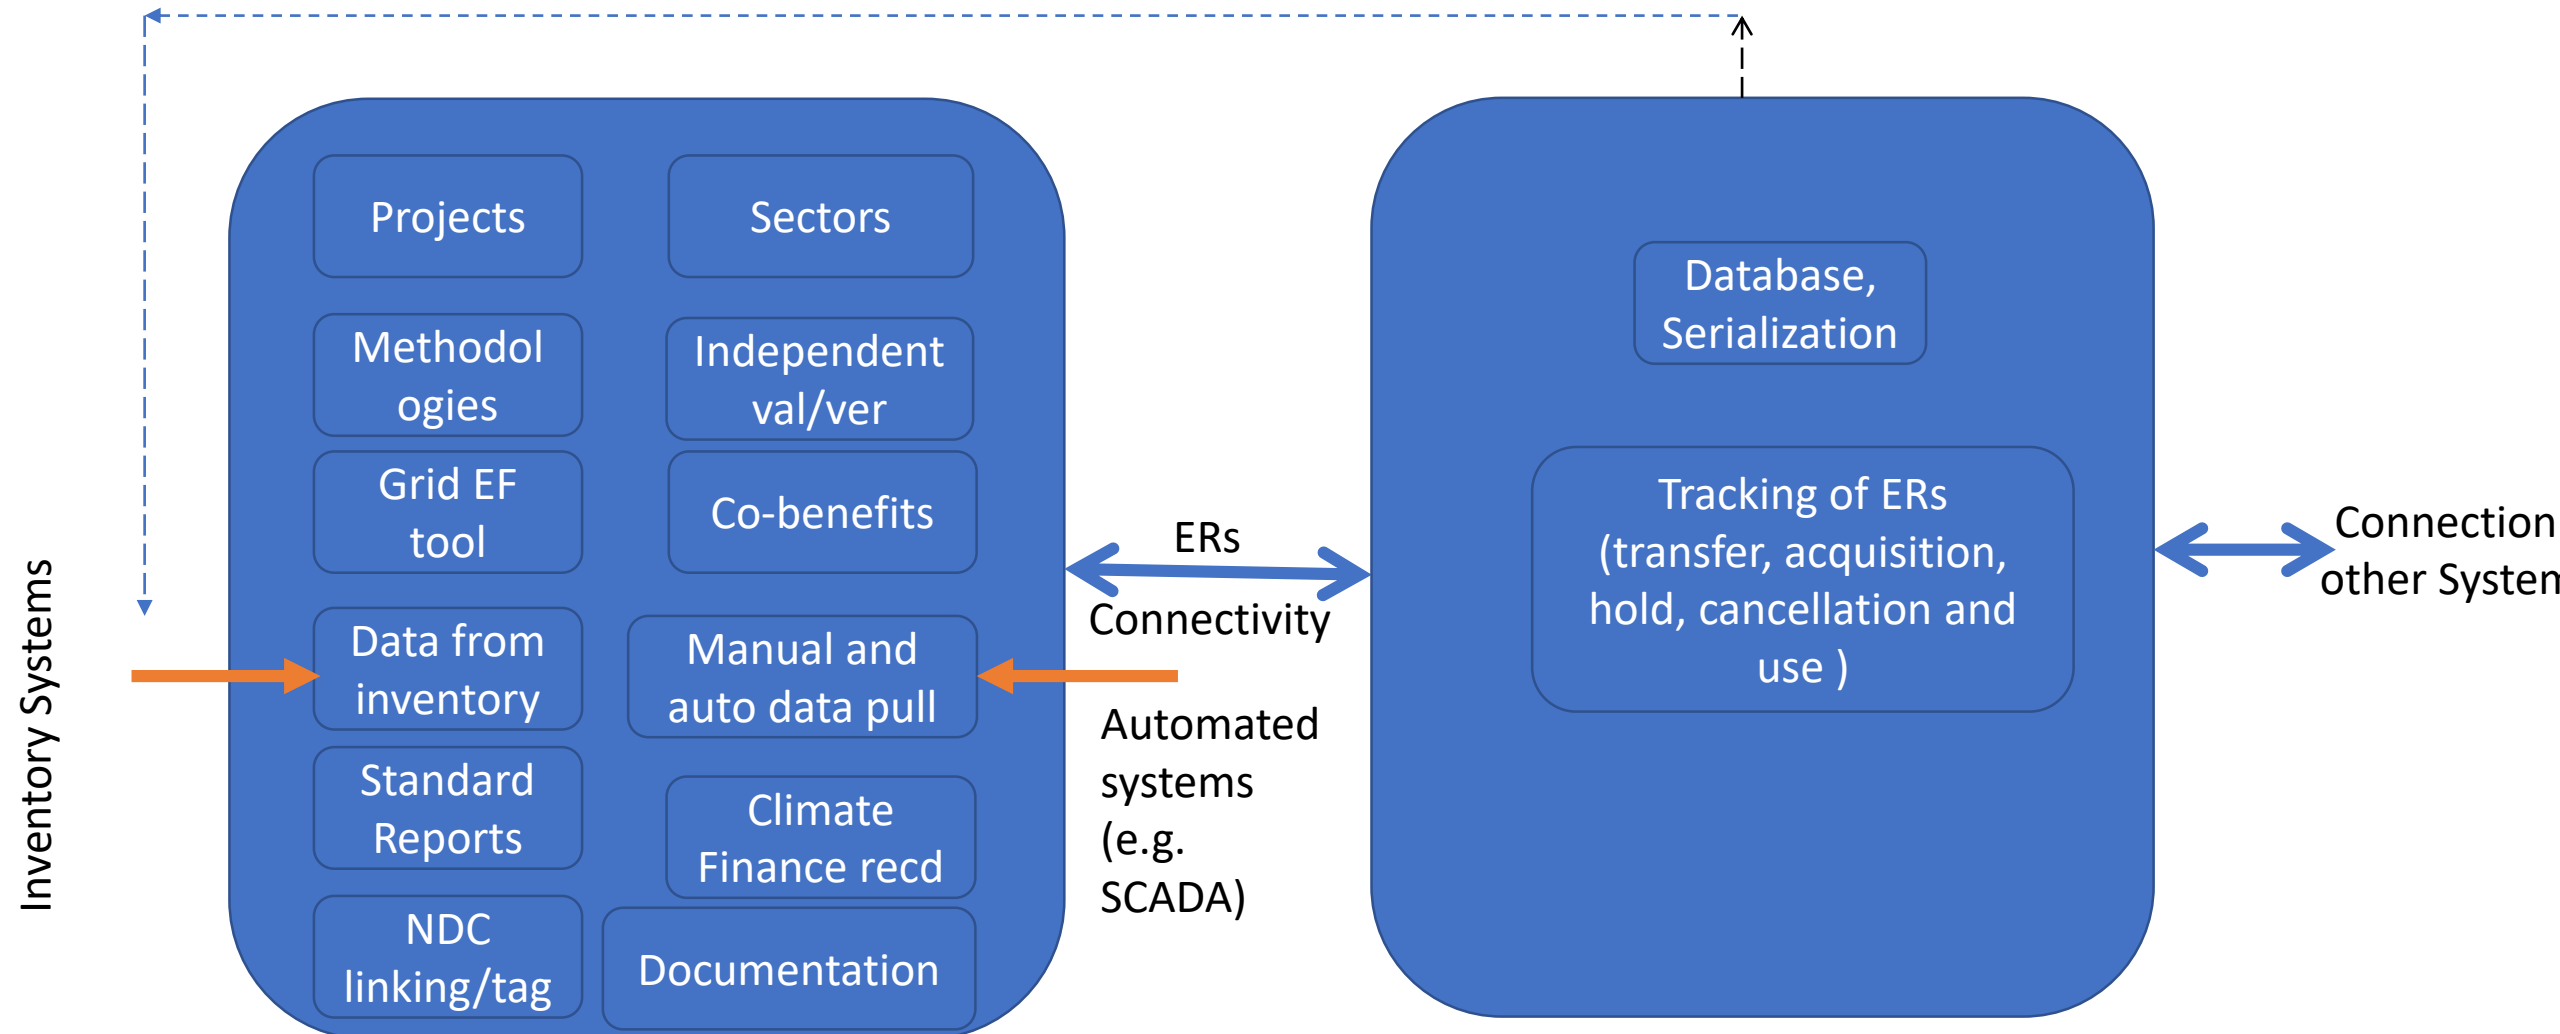 Inventory Systems
Projects
Sectors
Methodol
ogies
Independent
val/ver
Grid EF
tool
Co-benefits
Data from
inventory
Manual and
auto data pull
Standard
Reports
Climate
Finance recd
NDC
linking/tag
Documentation
ERs
Connectivity
Automated
systems
(e.g.
SCADA)
Database,
Serialization
Tracking of ERs
(transfer, acquisition,
hold, cancellation and
use )
Connection
other